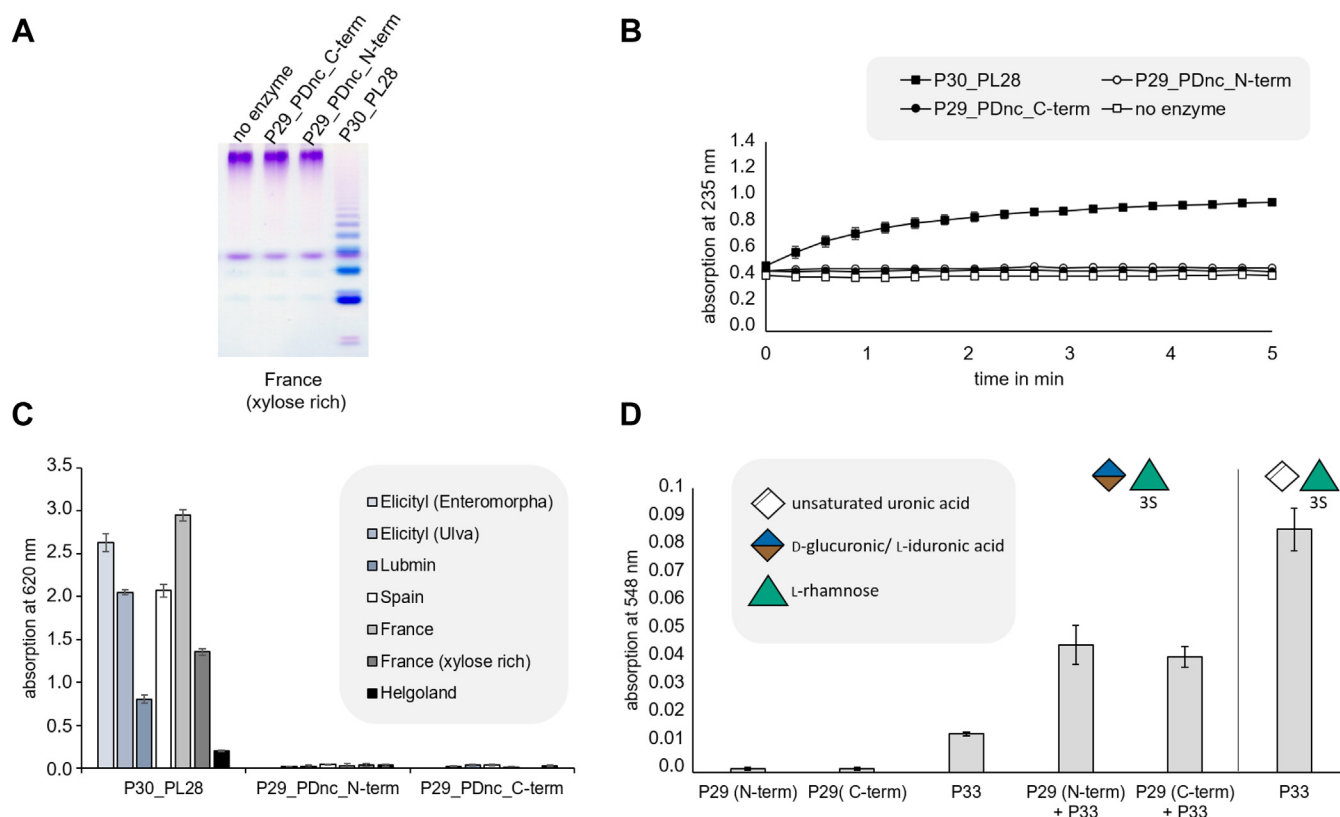 A
no enzyme
P29_PDnc_C-term
P29_PDnc_N-term
P30_PL28
France
(xylose rich)
B
P30_PL28
P29_PDnc_N-term
P29_PDnc_C-term
no enzyme
absorption at 235 nm
1.4
1.0
0.8
0.6
0.4
0.2
0.0
0 1 2 3 4 5
time in min
C
absorption at 620 nm
3.5
3.0
2.5
2.0
1.5
1.0
0.5
0.0
Elicityl (Enteromorpha)
Elicityl (Ulva)
Lubmin
Spain
France
France (xylose rich)
Helgoland
P30_PL28 P29_PDnc_N-term P29_PDnc_C-term
D
absorption at 548 nm
0.1
0.09
0.08
0.07
0.06
0.05
0.04
0.03
0.02
0.01
0.0
unsaturated uronic acid
D-glucuronic/ L-iduronic acid
L-rhamnose
3S
3S
P29 (N-term) P29( C-term) P33 P29 (N-term) P29 (C-term) P33
+ P33 + P33